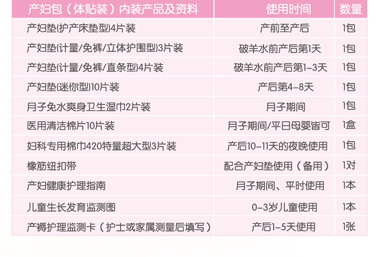 产妇包（体贴装）内装产品及资料 使用时间 数量
产妇垫(护产床垫型)4片装 产前至产后 1包
产妇垫(计量/免裤/立体护围型)3片装 破羊水前产后第1天 1包
产妇垫(计量/免裤/直条型)4片装 破羊水前产后第1-3天 1包
产妇垫(迷你型)10片装 产后第4-8天 1包
月子免水爽身卫生湿巾2片装 月子期间 1包
医用清洁棉片10片装 月子期间/平日母婴皆可 1盒
妇科专用棉巾420特量超大型3片装 产后10-11天的夜晚使用 1包
橡筋纽扣带 配合产妇垫使用（备用） 1对
产妇健康护理指南 月子期间、平时使用 1本
儿童生长发育监测图 0-3岁儿童使用 1本
产褥护理监测卡（护士或家属测量后填写） 产后1-5天使用 1张